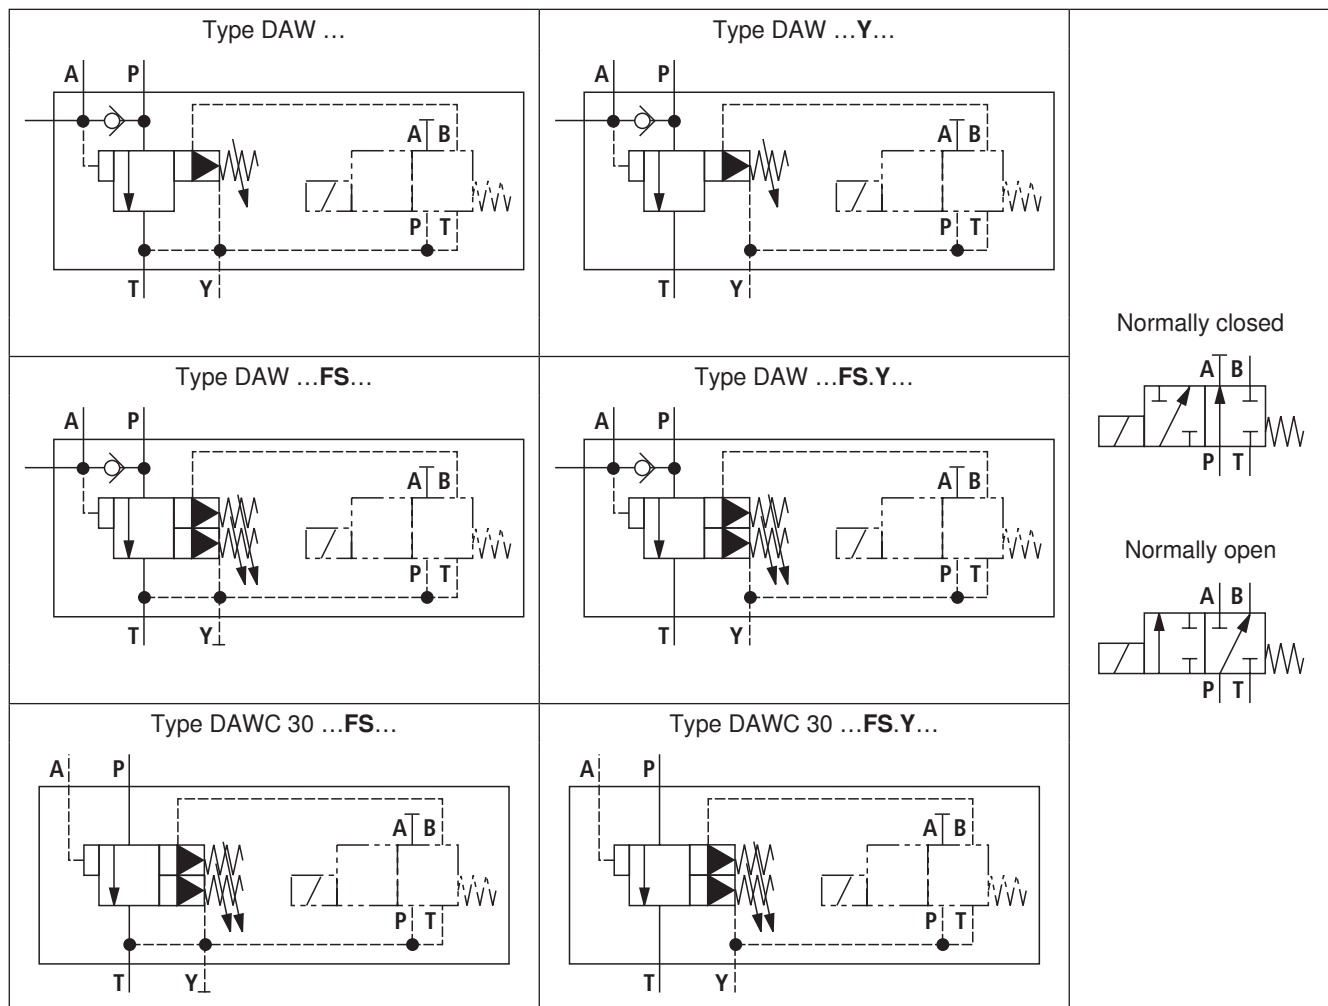 Type DAW …
A P
A B
P T
T Y
Type DAW …Y…
A P
A B
P T
T Y
Type DAW …FS…
A P
A B
P T
T Y
Type DAW …FS.Y…
A P
A B
P T
T Y
Type DAWC 30 …FS…
A P
A B
P T
T Y
Type DAWC 30 …FS.Y…
A P
A B
P T
T Y
Normally closed
A B
P T
Normally open
A B
P T